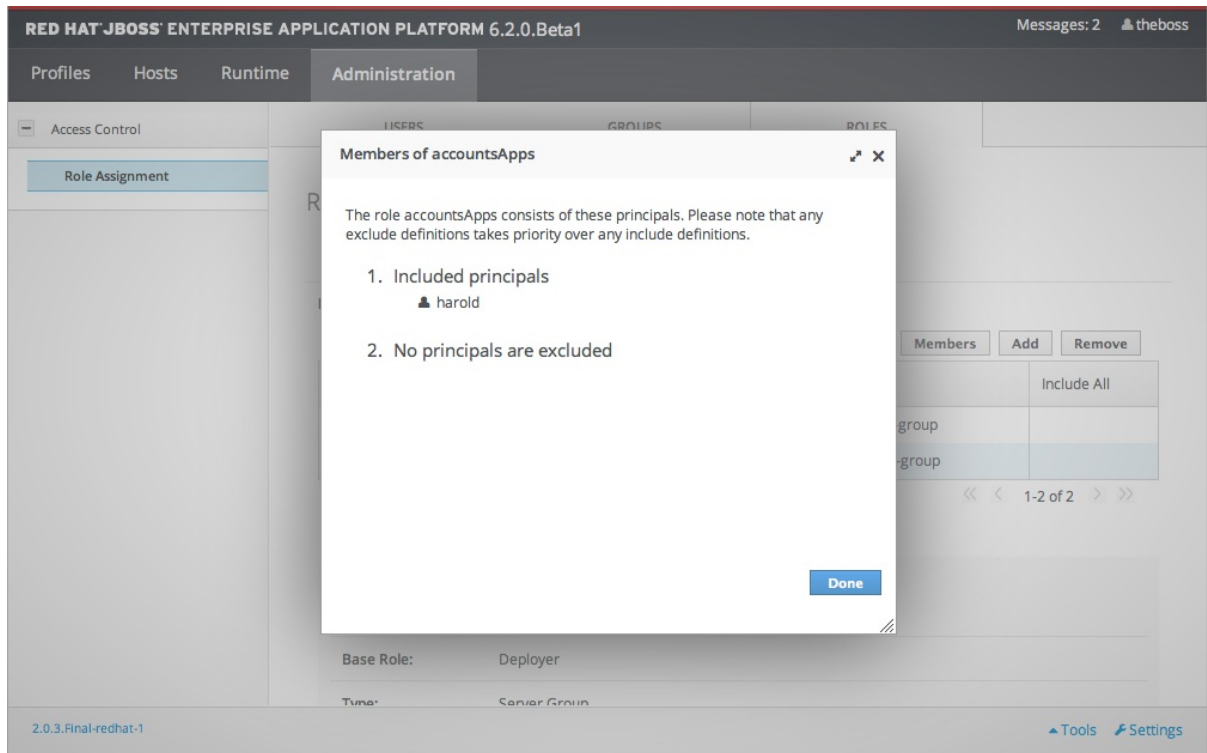 RED HAT JBOSS ENTERPRISE APPLICATION PLATFORM 6.2.0.Beta1
Messages: 2 theboss
Profiles Hosts Runtime Administration
Access Control
USERS GROUPS ROLES
Role Assignment
Members of accountsApps
R
The role accountsApps consists of these principals. Please note that any
exclude definitions takes priority over any include definitions.
1. Included principals
harold
2. No principals are excluded
Members Add Remove
Include All
-group
-group
1-2 of 2
Done
Base Role: Deployer
Type: Server Group
2.0.3.Final-redhat-1
Tools Settings